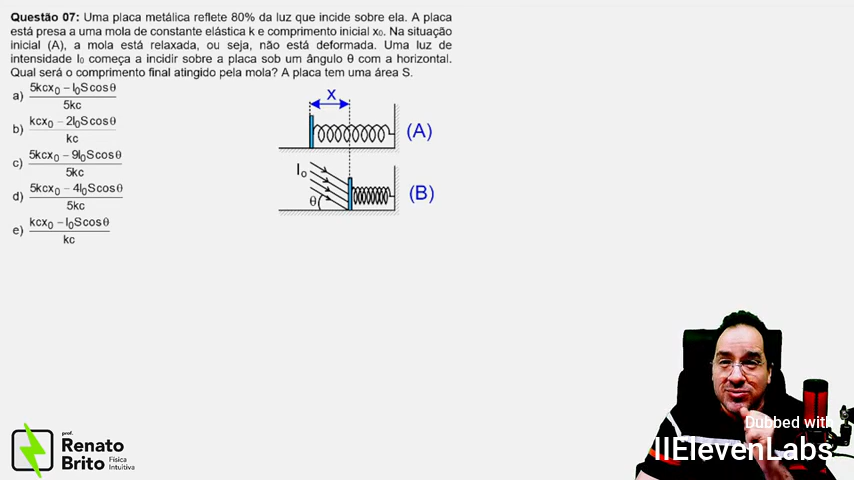 Questão 07: Uma placa metálica reflete 80% da luz que incide sobre ela. A placa
está presa a uma mola de constante elástica k e comprimento inicial x₀. Na situação
inicial (A), a mola está relaxada, ou seja, não está deformada. Uma luz de
intensidade I₀ começa a incidir sobre a placa sob um ângulo θ com a horizontal.
Qual será o comprimento final atingido pela mola? A placa tem uma área S.
a) 5kcx₀ – I₀Scosθ
5kc
b) kcx₀ – 2I₀Scosθ
kc
c) 5kcx₀ – 9I₀Scosθ
5kc
d) 5kcx₀ – 4I₀Scosθ
5kc
e) kcx₀ – I₀Scosθ
kc
x
(A)
I₀
θ
(B)
prof.
Renato
Brito
Física
Intuitiva
Dubbed with
IIElevenLabs